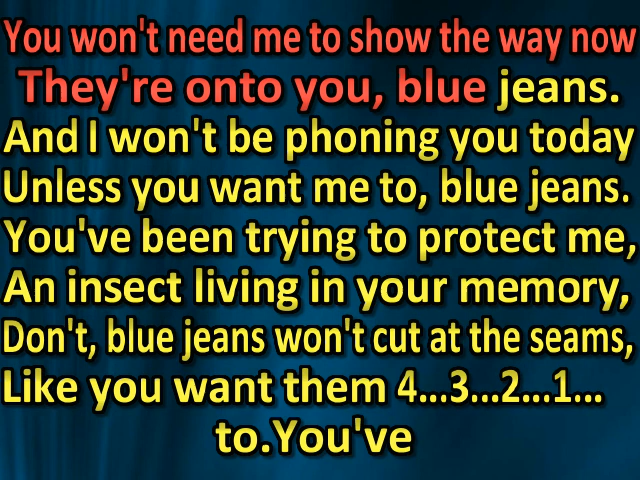 You won't need me to show the way now
They're onto you, blue jeans.
And I won't be phoning you today
Unless you want me to, blue jeans.
You've been trying to protect me,
An insect living in your memory,
Don't, blue jeans won't cut at the seams,
Like you want them 4...3...2...1...
to.You've